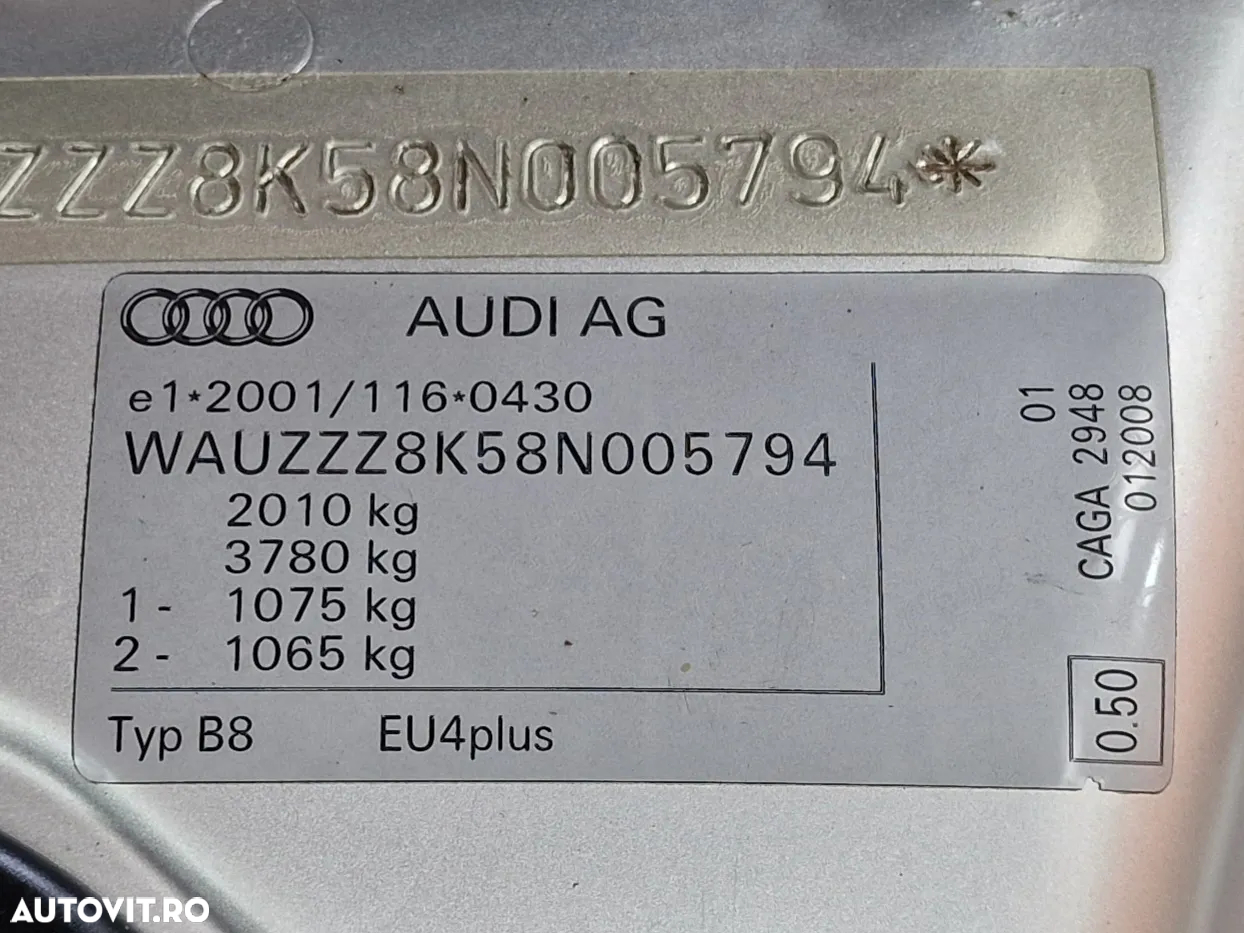 ZZZ8K58N005794*
AUDI AG
e1*2001/116*0430
WAUZZZ8K58N005794
2010 kg
3780 kg
1- 1075 kg
2- 1065 kg
Typ B8 EU4plus
01
CAGA 2948
012008
0.50
AUTOVIT.RO